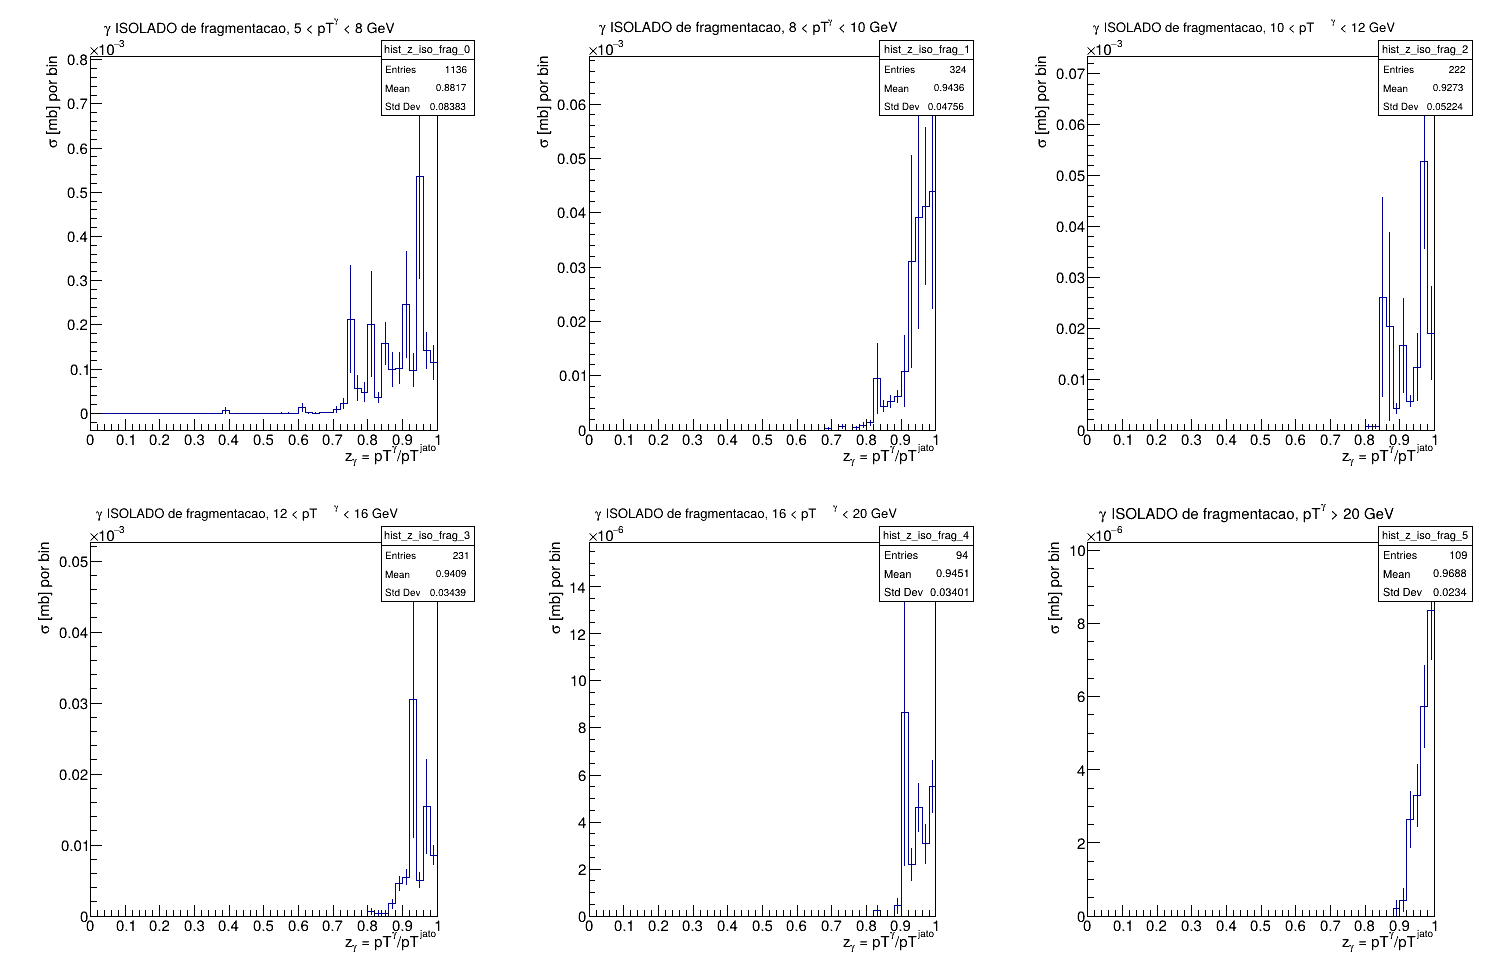 γ ISOLADO de fragmentacao, 5 < pT^γ < 8 GeV
×10^−3
hist_z_iso_frag_0
Entries 1136
Mean 0.8817
Std Dev 0.08383
σ [mb] por bin
0.8
0.7
0.6
0.5
0.4
0.3
0.2
0.1
0
0 0.1 0.2 0.3 0.4 0.5 0.6 0.7 0.8 0.9 1
z_γ = pT^γ/pT^jato
γ ISOLADO de fragmentacao, 8 < pT^γ < 10 GeV
×10^−3
hist_z_iso_frag_1
Entries 324
Mean 0.9436
Std Dev 0.04756
σ [mb] por bin
0.06
0.05
0.04
0.03
0.02
0.01
0
0 0.1 0.2 0.3 0.4 0.5 0.6 0.7 0.8 0.9 1
z_γ = pT^γ/pT^jato
γ ISOLADO de fragmentacao, 10 < pT^γ < 12 GeV
×10^−3
hist_z_iso_frag_2
Entries 222
Mean 0.9273
Std Dev 0.05224
σ [mb] por bin
0.07
0.06
0.05
0.04
0.03
0.02
0.01
0
0 0.1 0.2 0.3 0.4 0.5 0.6 0.7 0.8 0.9 1
z_γ = pT^γ/pT^jato
γ ISOLADO de fragmentacao, 12 < pT^γ < 16 GeV
×10^−3
hist_z_iso_frag_3
Entries 231
Mean 0.9409
Std Dev 0.03439
σ [mb] por bin
0.05
0.04
0.03
0.02
0.01
0
0 0.1 0.2 0.3 0.4 0.5 0.6 0.7 0.8 0.9 1
z_γ = pT^γ/pT^jato
γ ISOLADO de fragmentacao, 16 < pT^γ < 20 GeV
×10^−6
hist_z_iso_frag_4
Entries 94
Mean 0.9451
Std Dev 0.03401
σ [mb] por bin
14
12
10
8
6
4
2
0
0 0.1 0.2 0.3 0.4 0.5 0.6 0.7 0.8 0.9 1
z_γ = pT^γ/pT^jato
γ ISOLADO de fragmentacao, pT^γ > 20 GeV
×10^−6
hist_z_iso_frag_5
Entries 109
Mean 0.9688
Std Dev 0.0234
σ [mb] por bin
10
8
6
4
2
0
0 0.1 0.2 0.3 0.4 0.5 0.6 0.7 0.8 0.9 1
z_γ = pT^γ/pT^jato